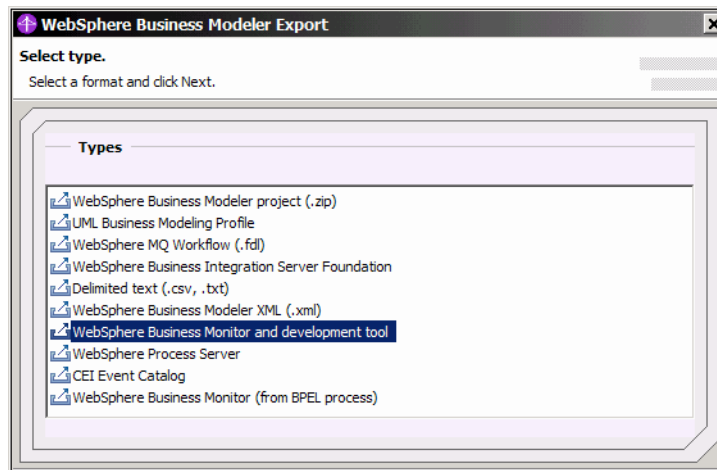 WebSphere Business Modeler Export
Select type.
Select a format and click Next.
Types
WebSphere Business Modeler project (.zip)
UML Business Modeling Profile
WebSphere MQ Workflow (.fdl)
WebSphere Business Integration Server Foundation
Delimited text (.csv, .txt)
WebSphere Business Modeler XML (.xml)
WebSphere Business Monitor and development tool
WebSphere Process Server
CEI Event Catalog
WebSphere Business Monitor (from BPEL process)